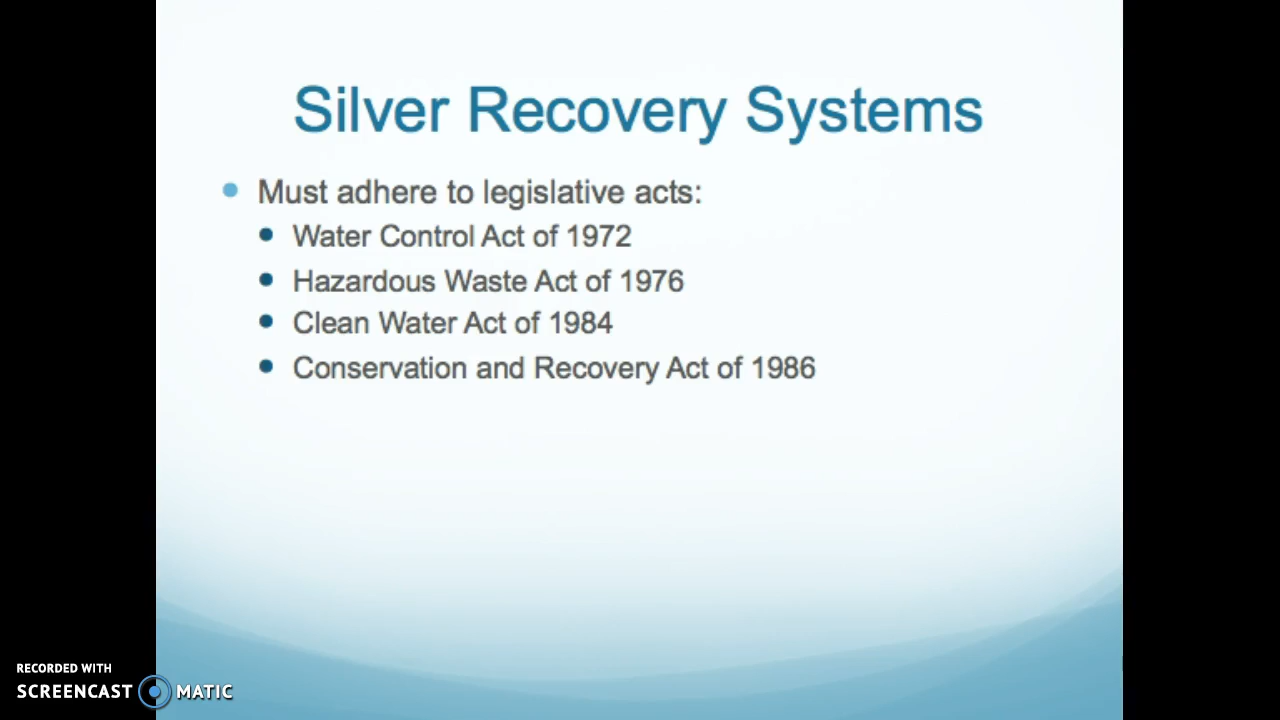 Silver Recovery Systems
Must adhere to legislative acts:
Water Control Act of 1972
Hazardous Waste Act of 1976
Clean Water Act of 1984
Conservation and Recovery Act of 1986
RECORDED WITH
SCREENCAST MATIC